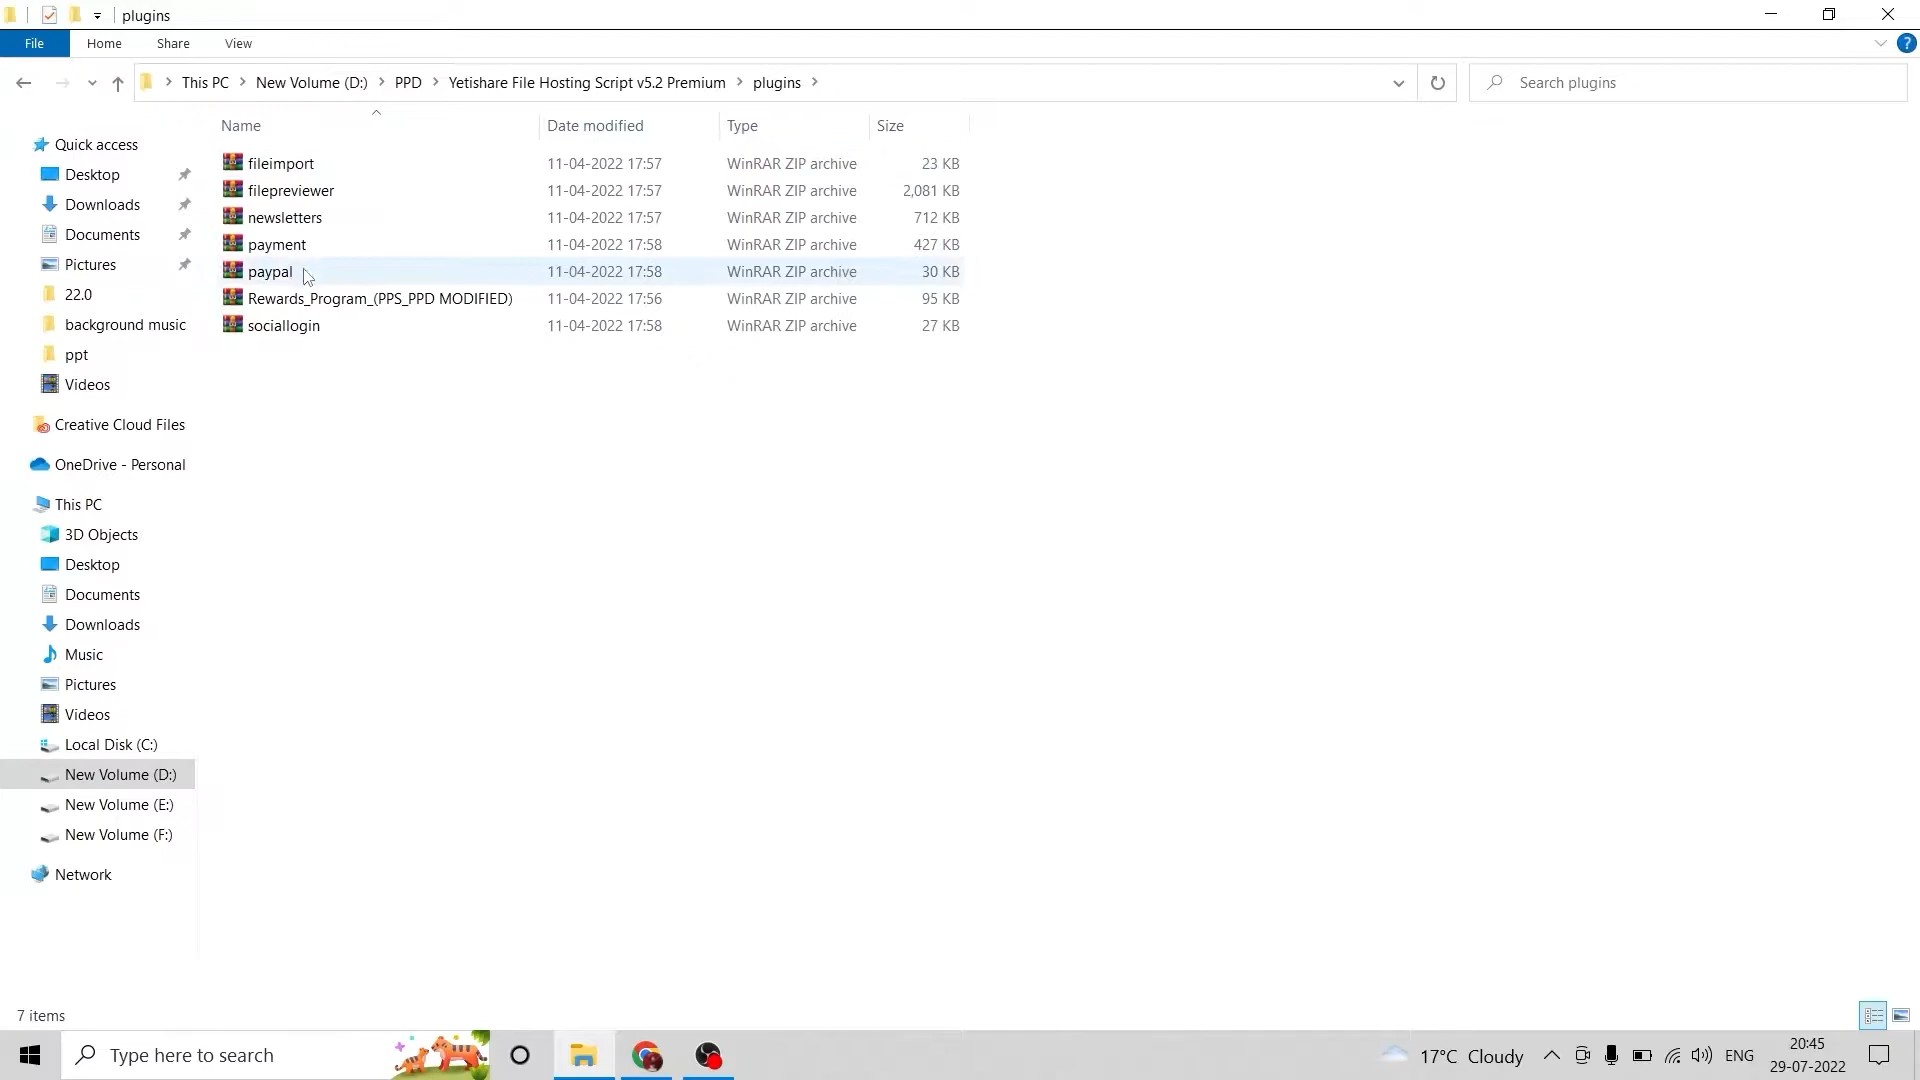 plugins
File Home Share View
This PC New Volume (D:) PPD Yetishare File Hosting Script v5.2 Premium plugins
Search plugins
Name Date modified Type Size
fileimport 11-04-2022 17:57 WinRAR ZIP archive 23 KB
filepreviewer 11-04-2022 17:57 WinRAR ZIP archive 2,081 KB
newsletters 11-04-2022 17:57 WinRAR ZIP archive 712 KB
payment 11-04-2022 17:58 WinRAR ZIP archive 427 KB
paypal 11-04-2022 17:58 WinRAR ZIP archive 30 KB
Rewards_Program_(PPS_PPD MODIFIED) 11-04-2022 17:56 WinRAR ZIP archive 95 KB
sociallogin 11-04-2022 17:58 WinRAR ZIP archive 27 KB
Quick access
Desktop
Downloads
Documents
Pictures
22.0
background music
ppt
Videos
Creative Cloud Files
OneDrive - Personal
This PC
3D Objects
Desktop
Documents
Downloads
Music
Pictures
Videos
Local Disk (C:)
New Volume (D:)
New Volume (E:)
New Volume (F:)
Network
7 items
Type here to search
17°C Cloudy
ENG
20:45
29-07-2022